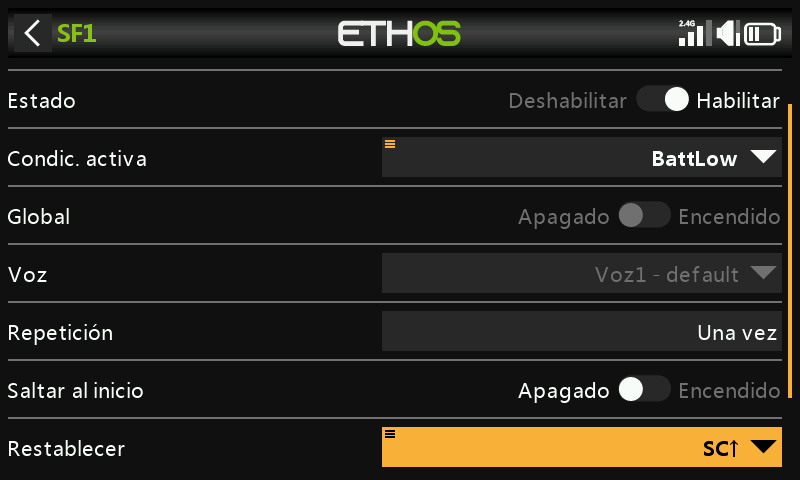 SF1
ETHOS
2.4G
Estado Deshabilitar Habilitar
Condic. activa BattLow
Global Apagado Encendido
Voz Voz1 - default
Repetición Una vez
Saltar al inicio Apagado Encendido
Restablecer SC↑